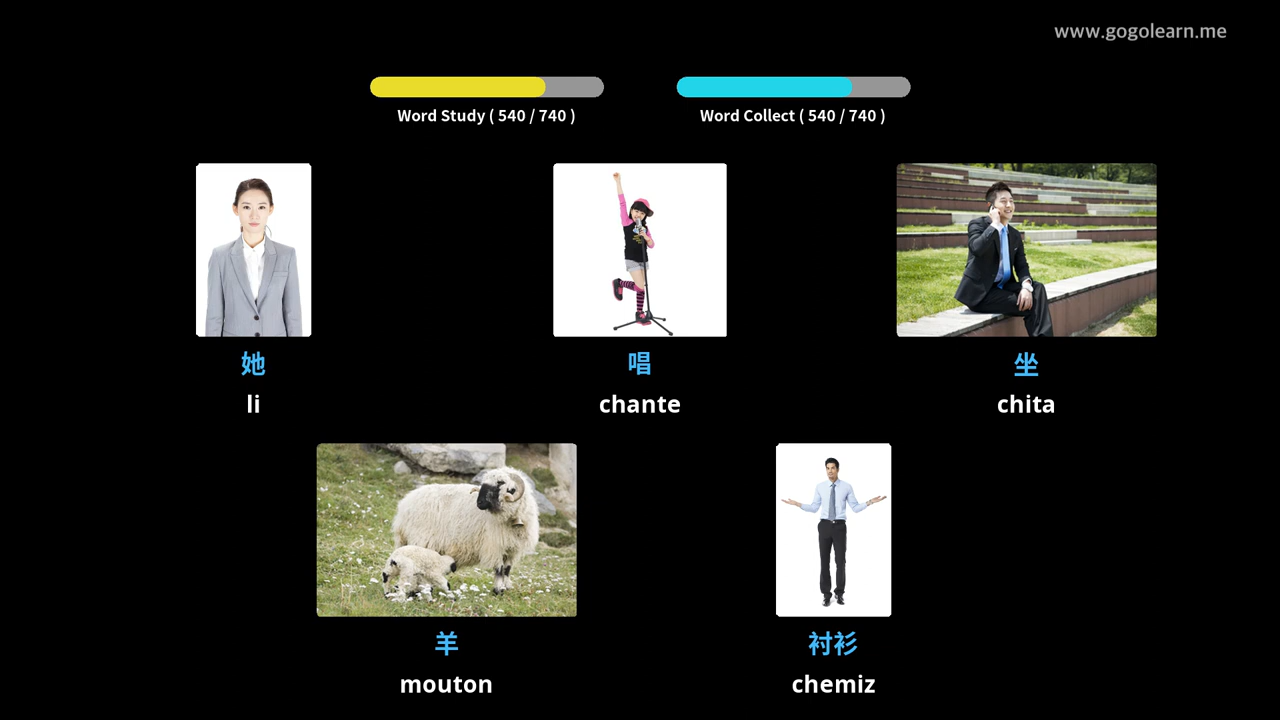 www.gogolearn.me
Word Study ( 540 / 740 )
Word Collect ( 540 / 740 )
她
li
唱
chante
坐
chita
羊
mouton
衬衫
chemiz